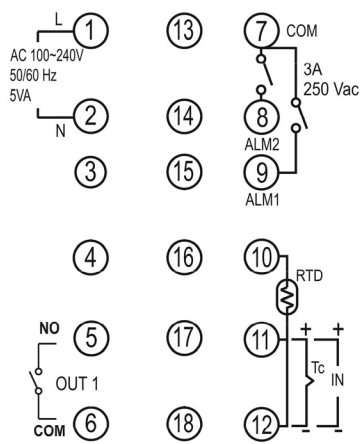 L
1
13
7
COM
AC 100~240V
50/60 Hz
5VA
3A
250 Vac
2
N
14
8
ALM2
3
15
9
ALM1
4
16
10
RTD
NO
5
17
11
+ +
OUT 1
Tc
IN
COM
6
18
12
- -